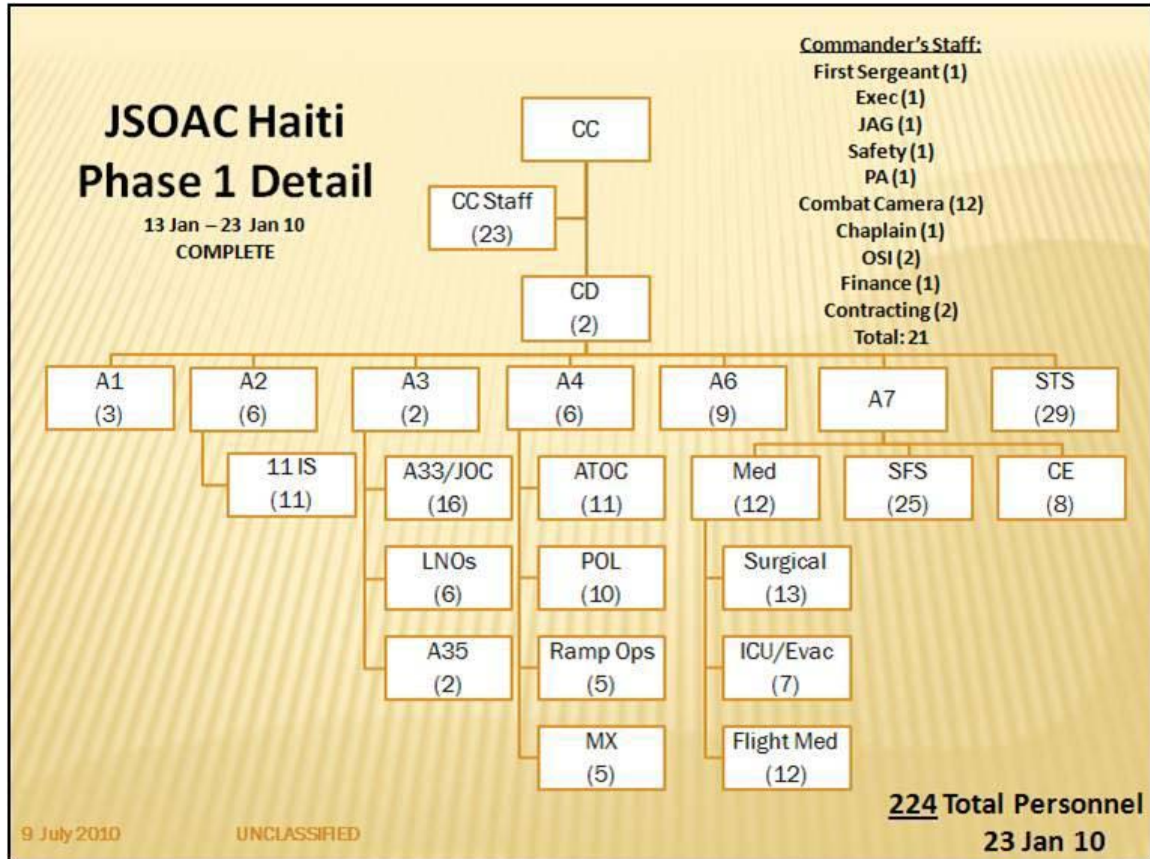 JSOAC Haiti
Phase 1 Detail
13 Jan – 23 Jan 10
COMPLETE
Commander's Staff:
First Sergeant (1)
Exec (1)
JAG (1)
Safety (1)
PA (1)
Combat Camera (12)
Chaplain (1)
OSI (2)
Finance (1)
Contracting (2)
Total: 21
CC
CC Staff
(23)
CD
(2)
A1
(3)
A2
(6)
A3
(2)
A4
(6)
A6
(9)
A7
STS
(29)
11 IS
(11)
A33/JOC
(16)
ATOC
(11)
Med
(12)
SFS
(25)
CE
(8)
LNOs
(6)
POL
(10)
Surgical
(13)
A35
(2)
Ramp Ops
(5)
ICU/Evac
(7)
MX
(5)
Flight Med
(12)
224 Total Personnel
23 Jan 10
9 July 2010
UNCLASSIFIED